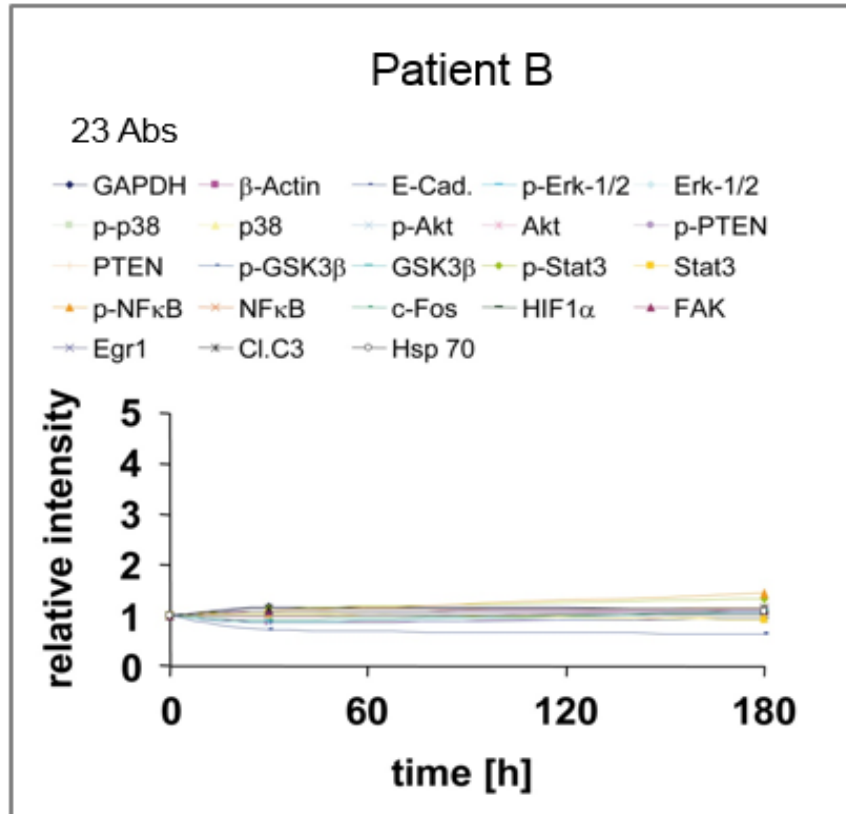 Patient B
23 Abs
GAPDH β-Actin E-Cad. p-Erk-1/2 Erk-1/2
p-p38 p38 p-Akt Akt p-PTEN
PTEN p-GSK3β GSK3β p-Stat3 Stat3
p-NFκB NFκB c-Fos HIF1α FAK
Egr1 Cl.C3 Hsp 70
relative intensity
5
4
3
2
1
0
0 60 120 180
time [h]